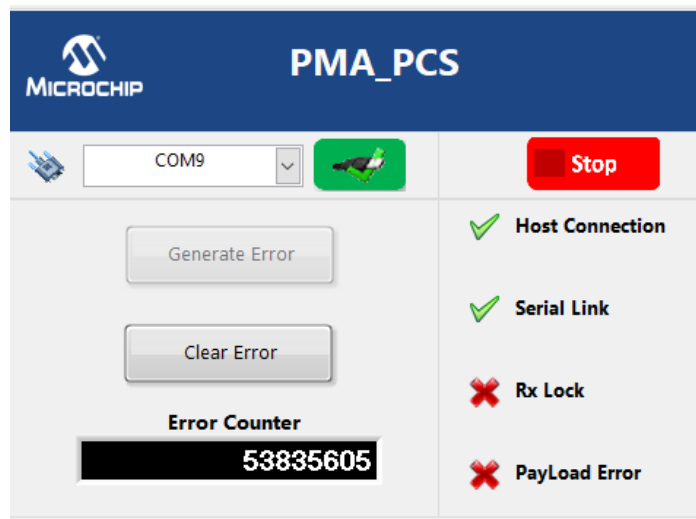 MICROCHIP
PMA_PCS
COM9
Stop
Generate Error
Host Connection
Clear Error
Serial Link
Error Counter
Rx Lock
53835605
PayLoad Error